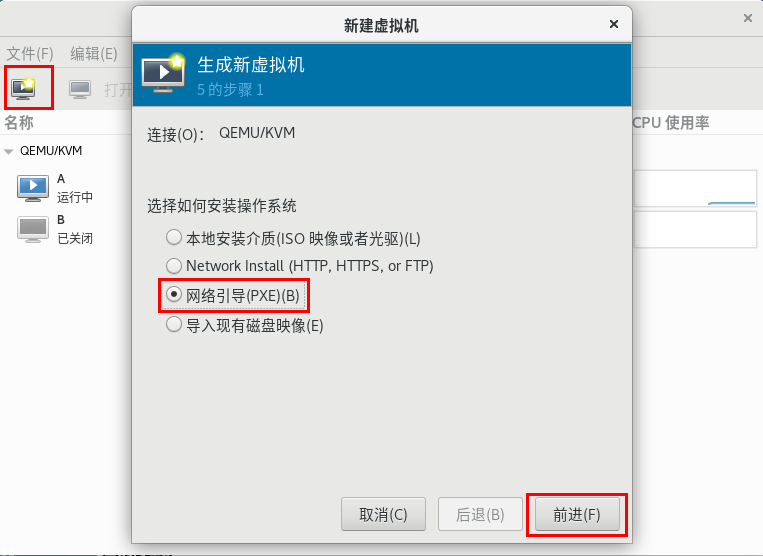 新建虚拟机
文件(F) 编辑(E)
生成新虚拟机
5 的步骤 1
打开
名称
CPU 使用率
连接(O)： QEMU/KVM
QEMU/KVM
A
运行中
B
已关闭
选择如何安装操作系统
本地安装介质(ISO 映像或者光驱)(L)
Network Install (HTTP, HTTPS, or FTP)
网络引导(PXE)(B)
导入现有磁盘映像(E)
取消(C) 后退(B) 前进(F)